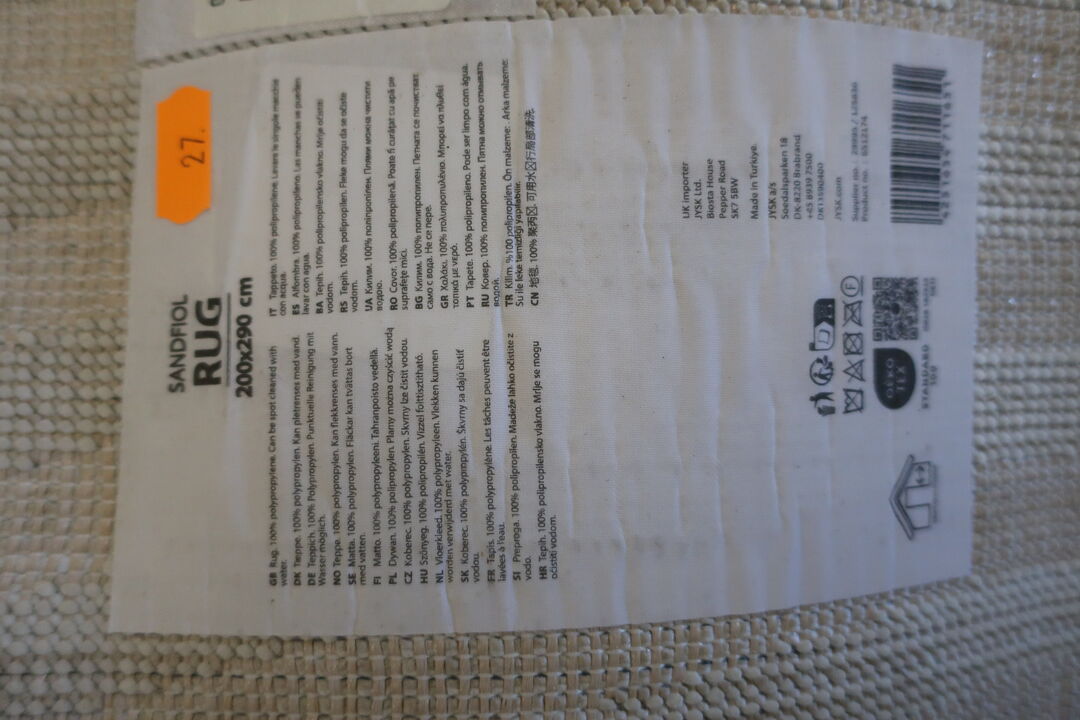 27.
SANDFIOL
RUG
200x290 cm
GB Rug. 100% polypropylene. Can be spot cleaned with
water.
DK Tæppe. 100% polypropylen. Kan pletrenses med vand.
DE Teppich. 100% Polypropylen. Punktuelle Reinigung mit
Wasser möglich.
NO Teppe. 100% polypropylen. Kan flekkrenses med vann.
SE Matta. 100% polypropylen. Fläckar kan tvättas bort
med vatten.
FI Matto. 100% polypropyleeni. Tahranpoisto vedellä.
PL Dywan. 100% polipropylen. Plamy można czyścić wodą
CZ Koberec. 100% polypropylen. Skvrny lze čistit vodou.
HU Szőnyeg. 100% polipropilén. Vízzel folttisztítható.
NL Vloerkleed. 100% polypropyleen. Vlekken kunnen
worden verwijderd met water.
SK Koberec. 100% polypropylén. Škvrny sa dajú čistiť
vodou.
FR Tapis. 100% polypropylène. Les tâches peuvent être
lavées à l'eau.
SI Preproga. 100% polipropilen. Madeže lahko očistite z
vodo.
HR Tepih. 100% polipropilensko vlakno. Mrlje se mogu
očistiti vodom.
IT Tappeto. 100% polipropilene. Lavare le singole macchie
con acqua.
ES Alfombra. 100% polipropileno. Las manchas se pueden
lavar con agua.
BA Tepih. 100% polipropilensko vlakno. Mrlje očistiti
vodom.
RS Tepih. 100% polipropilen. Fleke mogu da se očiste
vodom.
UA Килим. 100% поліпропілен. Плями можна чистити
водою.
RO Covor. 100% polipropilenă. Poate fi curățat cu apă pe
suprafețe mici.
BG Килим. 100% полипропилен. Петната се почистват
само с вода. Не се пере.
GR Χαλάκι. 100% πολυπροπυλένιο. Μπορεί να πλυθεί
τοπικά με νερό.
PT Tapete. 100% polipropileno. Pode ser limpo com água.
RU Ковер. 100% полипропилен. Пятна можно отмывать
водой.
TR Kilim. %100 polipropilen. Ön malzeme: Arka malzeme:
Su ile leke temizliği yapılabilir.
CN 地毯. 100% 聚丙 可用水 行局部清洗.
UK importer
JYSK Ltd.
Biosta House
Pepper Road
SK7 5BW
Made in Türkiye.
JYSK a/s
Soedalsparken 18
DK-8220 Brabrand
+45 8939 7500
DK13590400
JYSK.com
Supplier no.:
Product no.: 6512174
F
OEKO
TEX
STANDARD
100